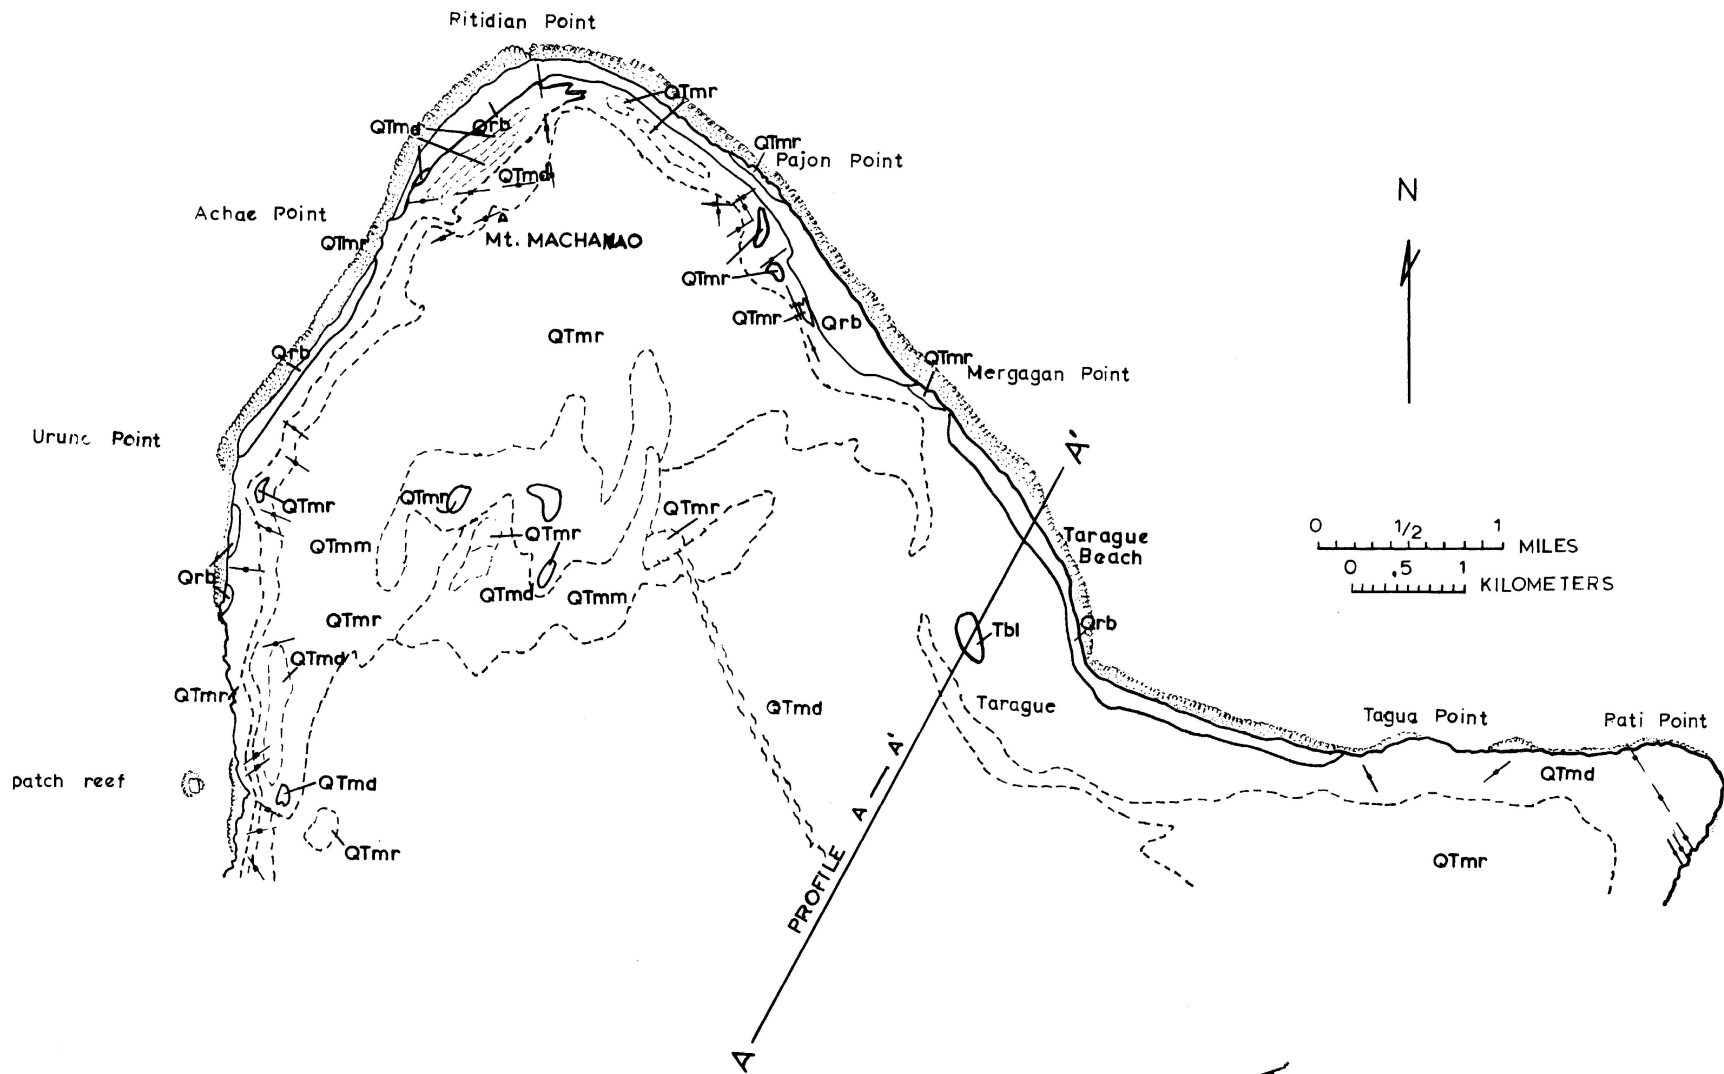 Ritidian Point
QTmr
QTmd
Qrb
QTmr
Pajon Point
QTmd
N
Achae Point
QTmr
Mt. MACHANAO
QTmr
QTmr
QTmr
Qrb
Qrb
QTmr
Mergagan Point
Urunc Point
A'
QTmr
QTmr
QTmr
QTmr
0 1/2 1
MILES
0 .5 1
KILOMETERS
QTmm
Tarague
Beach
Qrb
QTmd
QTmm
QTmr
Tbl
Qrb
QTmd
QTmr
QTmd
Tarague
Tagua Point
Pati Point
patch reef
QTmd
QTmd
QTmr
QTmr
PROFILE A A'
A